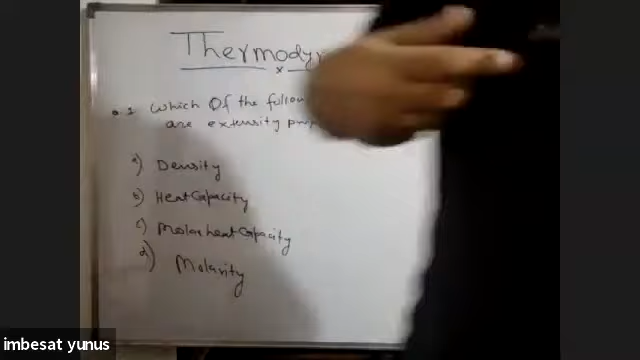 Thermody
Q.1 Which Of the follow
are extensity prop
a) Density
b) Heat Capacity
c) Molar heat Capacity
d) Molarity
imbesat yunus